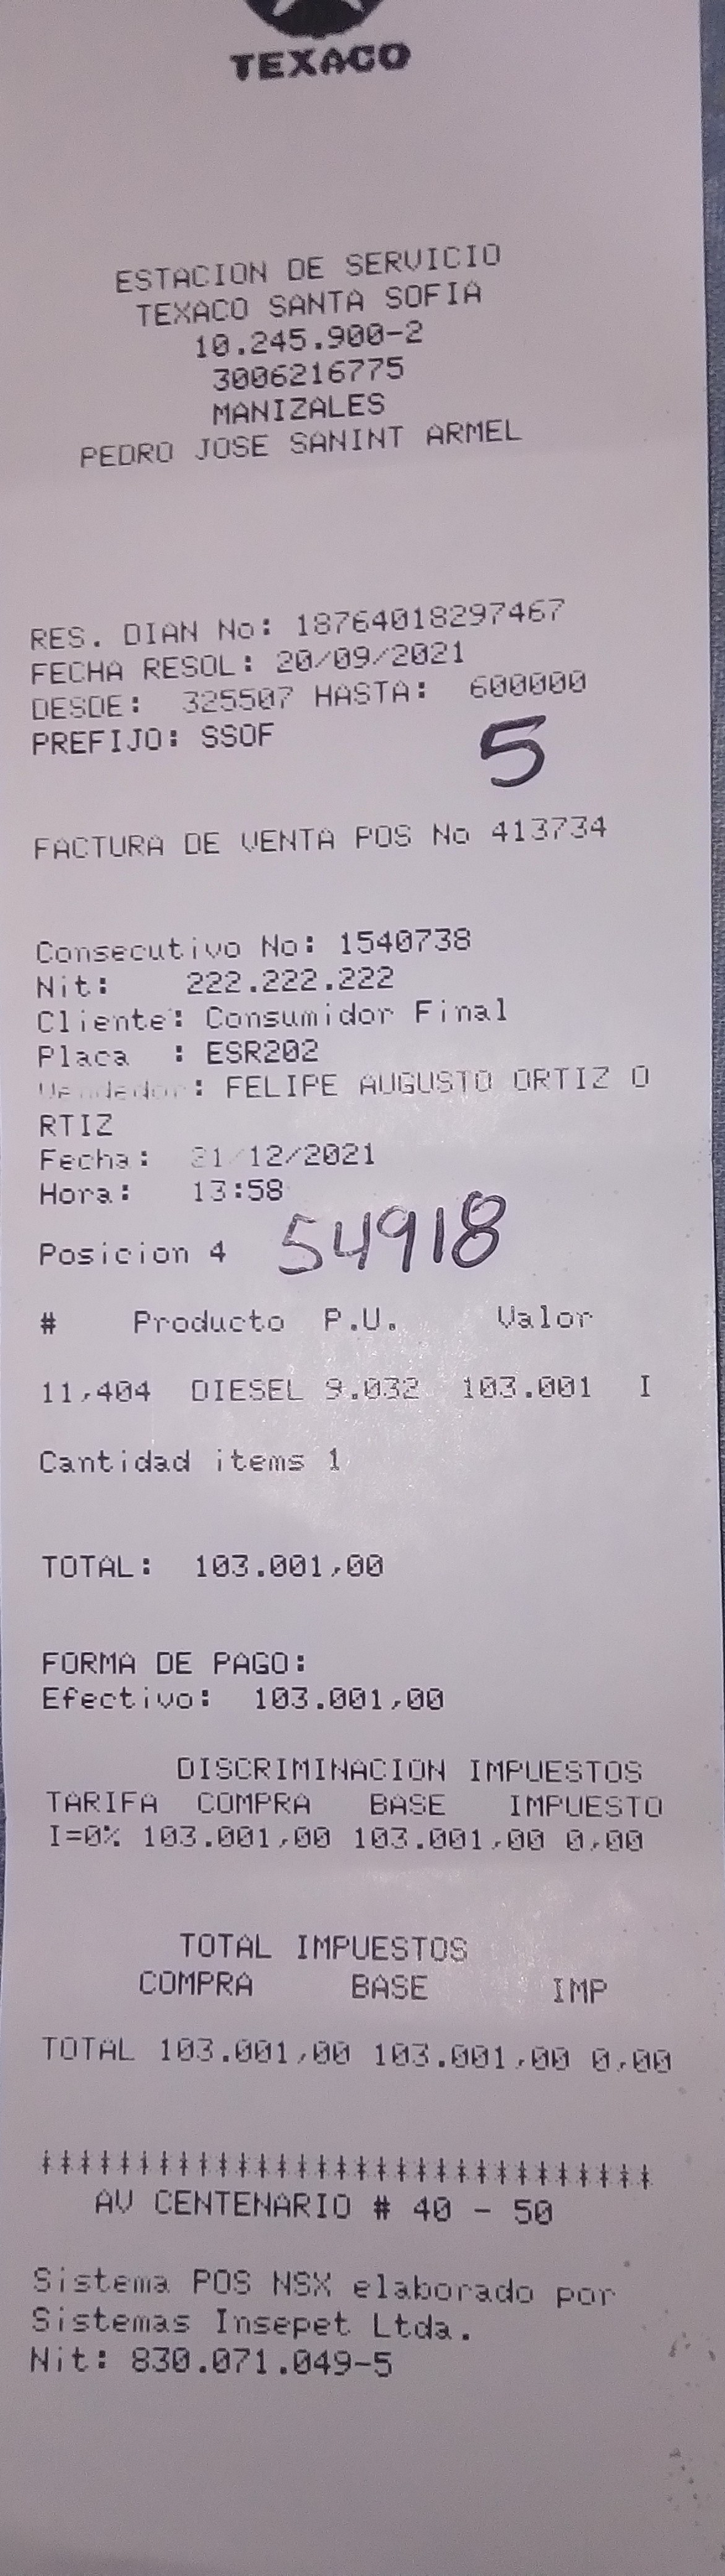 TEXACO
ESTACION DE SERVICIO
TEXACO SANTA SOFIA
10.245.900-2
3006216775
MANIZALES
PEDRO JOSE SANINT ARMEL
RES. DIAN No: 18764018297467
FECHA RESOL: 20/09/2021
DESDE: 325507 HASTA: 600000
PREFIJO: SSOF
5
FACTURA DE VENTA POS No 413734
Consecutivo No: 1540738
Nit: 222.222.222
Cliente: Consumidor Final
Placa : ESR202
Vendedor: FELIPE AUGUSTO ORTIZ O
RTIZ
Fecha: 21/12/2021
Hora: 13:58
Posicion 4 54918
# Producto P.U. Valor
11,404 DIESEL 9.032 103.001 I
Cantidad items 1
TOTAL: 103.001,00
FORMA DE PAGO:
Efectivo: 103.001,00
DISCRIMINACION IMPUESTOS
TARIFA COMPRA BASE IMPUESTO
I=0% 103.001,00 103.001,00 0,00
TOTAL IMPUESTOS
COMPRA BASE IMP
TOTAL 103.001,00 103.001,00 0,00
*******************************
AV CENTENARIO # 40 - 50
Sistema POS NSX elaborado por
Sistemas Insepet Ltda.
Nit: 830.071.049-5